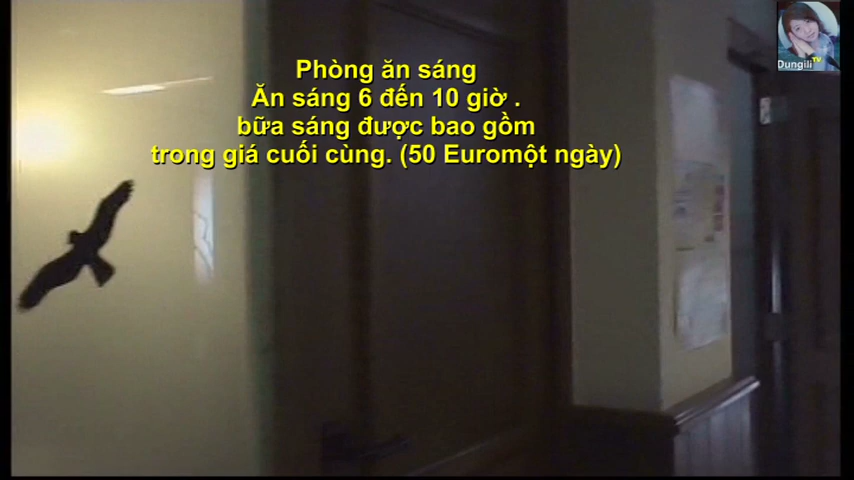 Dungili TV
Phòng ăn sáng
Ăn sáng 6 đến 10 giờ .
bữa sáng được bao gồm
trong giá cuối cùng. (50 Euromột ngày)